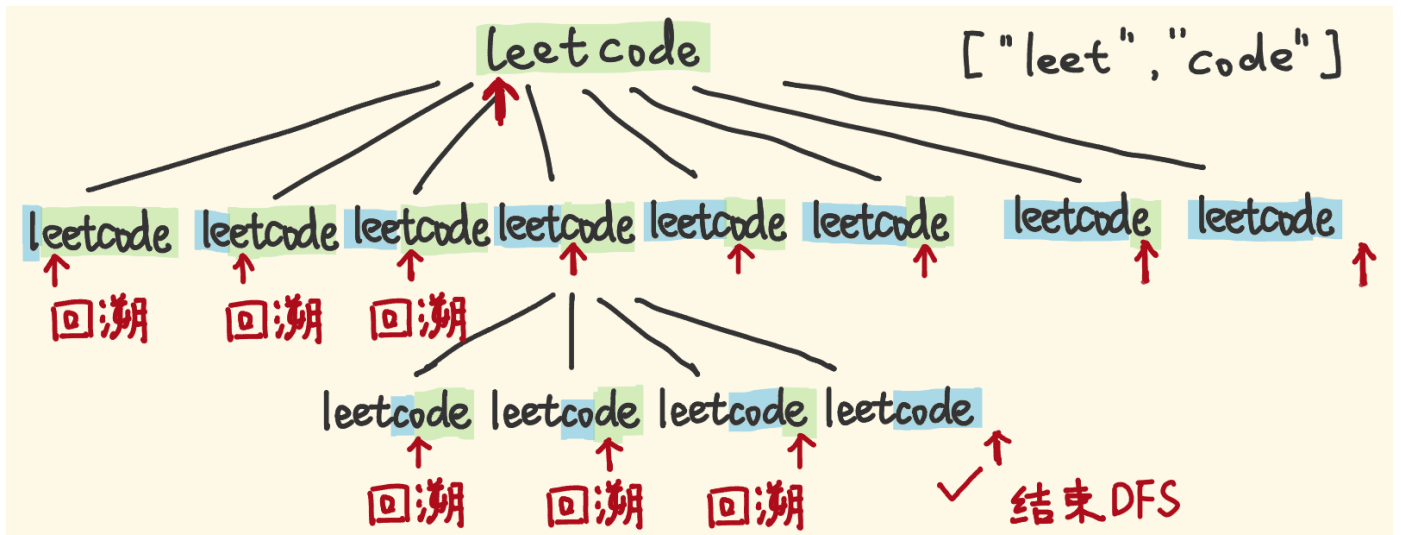 leetcode ["leet","code"]
leetcode leetcode leetcode leetcode leetcode leetcode leetcode leetcode
回溯 回溯 回溯
leetcode leetcode leetcode leetcode
回溯 回溯 回溯 结束DFS